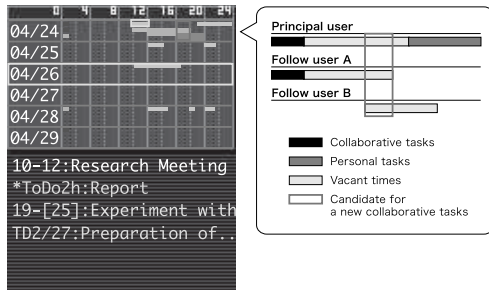 0 4 8 12 16 20 24
04/24
04/25
04/26
04/27
04/28
04/29
10-12:Research Meeting
*ToDo2h:Report
19-[25]:Experiment with
TD2/27:Preparation of..
Principal user
Follow user A
Follow user B
Collaborative tasks
Personal tasks
Vacant times
Candidate for
a new collaborative tasks